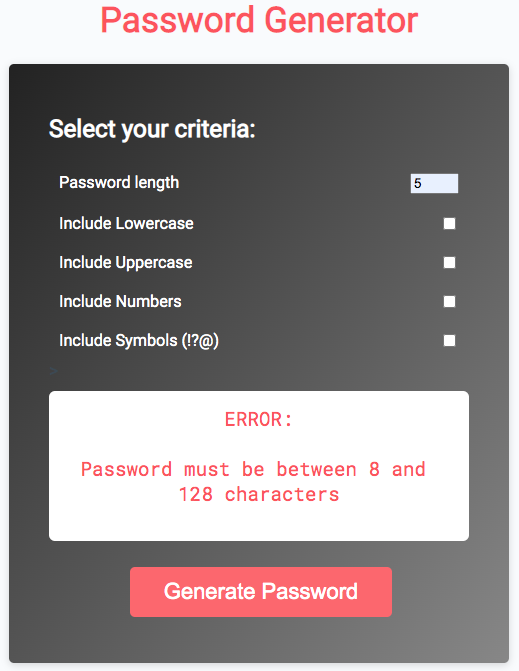 Password Generator
Select your criteria:
Password length 5
Include Lowercase
Include Uppercase
Include Numbers
Include Symbols (!?@)
>
ERROR:
Password must be between 8 and
128 characters
Generate Password